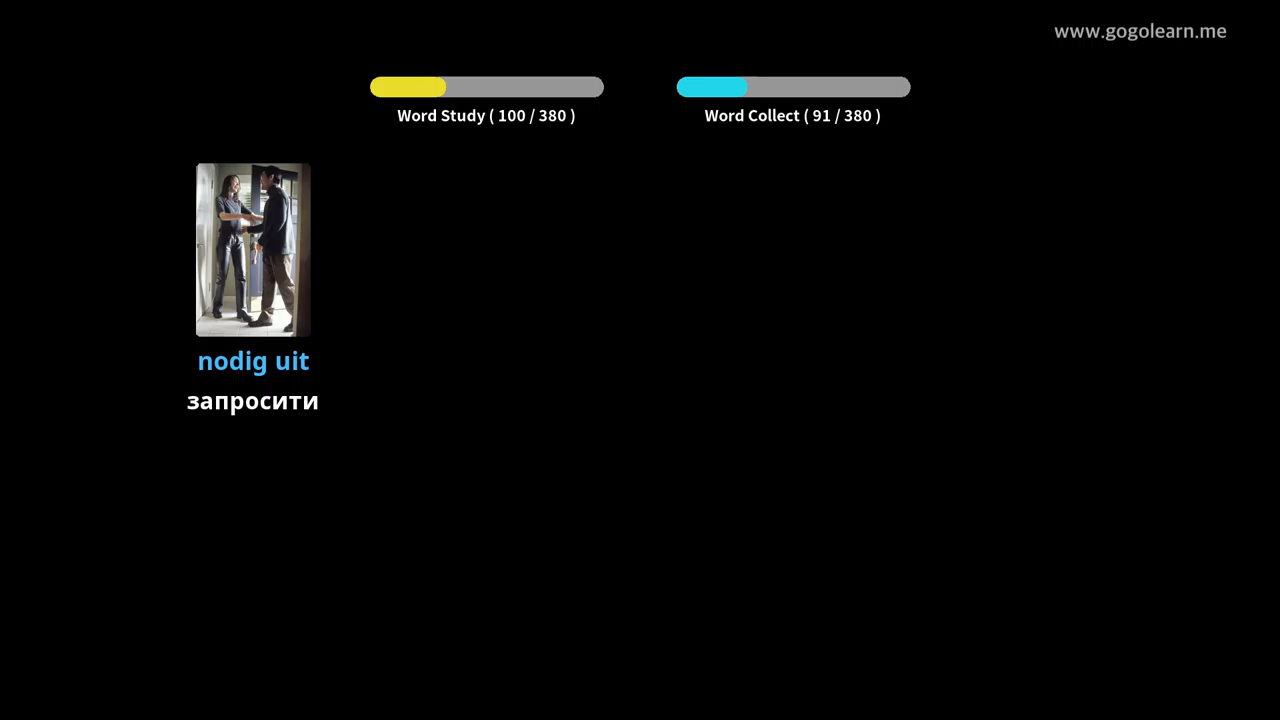 www.gogolearn.me
Word Study ( 100 / 380 )
Word Collect ( 91 / 380 )
nodig uit
запросити